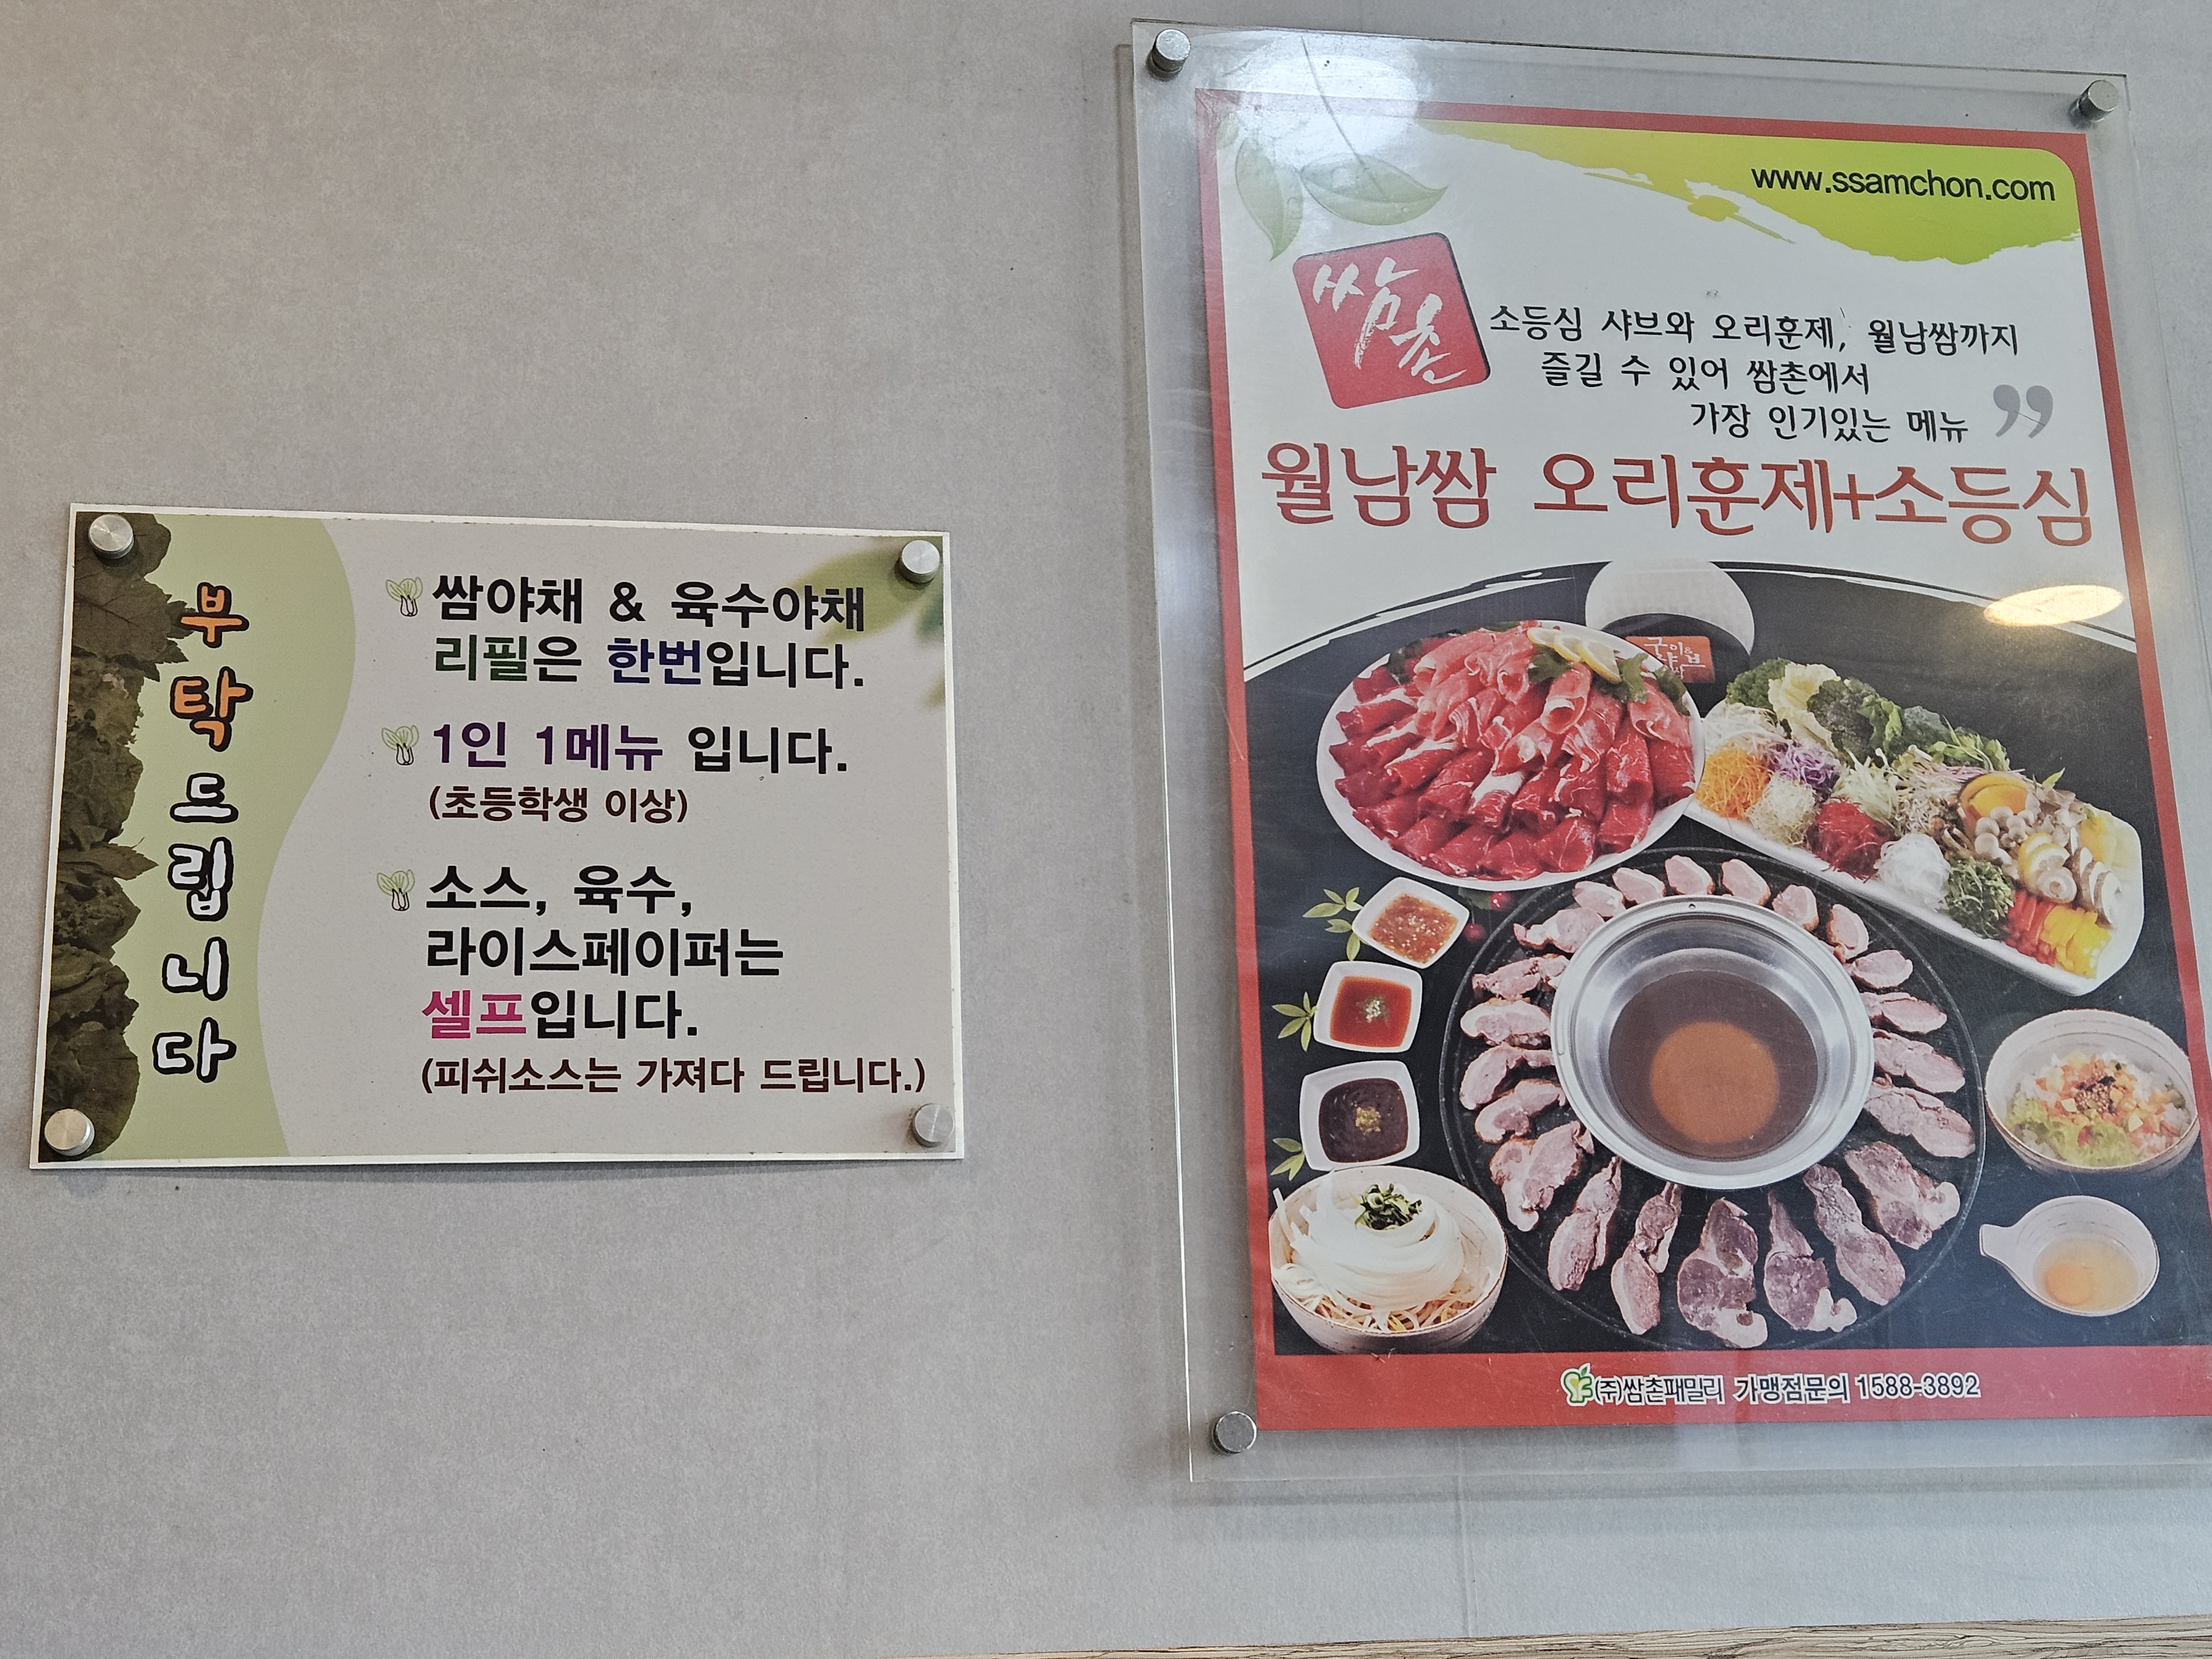 부탁드립니다
쌈야채 & 육수야채
리필은 한번입니다.
1인 1메뉴 입니다.
(초등학생 이상)
소스, 육수,
라이스페이퍼는
셀프입니다.
(피쉬소스는 가져다 드립니다.)
www.ssamchon.com
쌈촌
소등심 샤브와 오리훈제, 월남쌈까지
즐길 수 있어 쌈촌에서
가장 인기있는 메뉴 ”
월남쌈 오리훈제+소등심
(주)쌈촌패밀리 가맹점문의 1588-3892